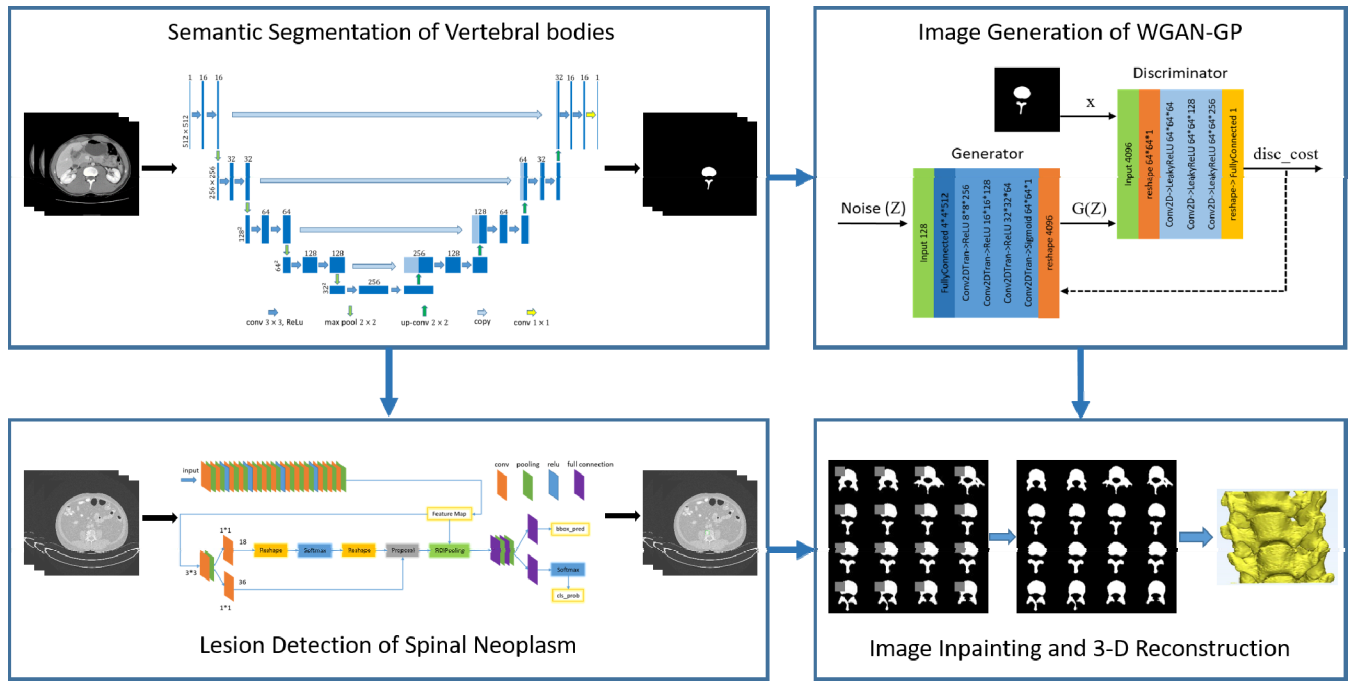 Semantic Segmentation of Vertebral bodies
1 16 16
32 16 16 1
512 × 512
32 32
64 32
256 × 256
64 64
128 64
128²
128 128
256 128
64²
256
32²
conv 3 × 3, ReLu
max pool 2 × 2
up-conv 2 × 2
copy
conv 1 × 1
Image Generation of WGAN-GP
Discriminator
x
Input 4096
reshape 64*64*1
Conv2D->LeakyReLU 64*64*64
Conv2D->LeakyReLU 64*64*128
Conv2D->LeakyReLU 64*64*256
reshape-> FullyConnected 1
disc_cost
Generator
Noise (Z)
Input 128
FullyConnected 4*4*512
Conv2DTran->ReLU 8*8*256
Conv2DTran->ReLU 16*16*128
Conv2DTran->ReLU 32*32*64
Conv2DTran->Sigmoid 64*64*1
reshape 4096
G(Z)
input
conv pooling relu full connection
Feature Map
1*1
18
Reshape
Softmax
Reshape
Proposal
ROIPooling
bbox_pred
3*3
36
1*1
Softmax
cls_prob
Lesion Detection of Spinal Neoplasm
Image Inpainting and 3-D Reconstruction